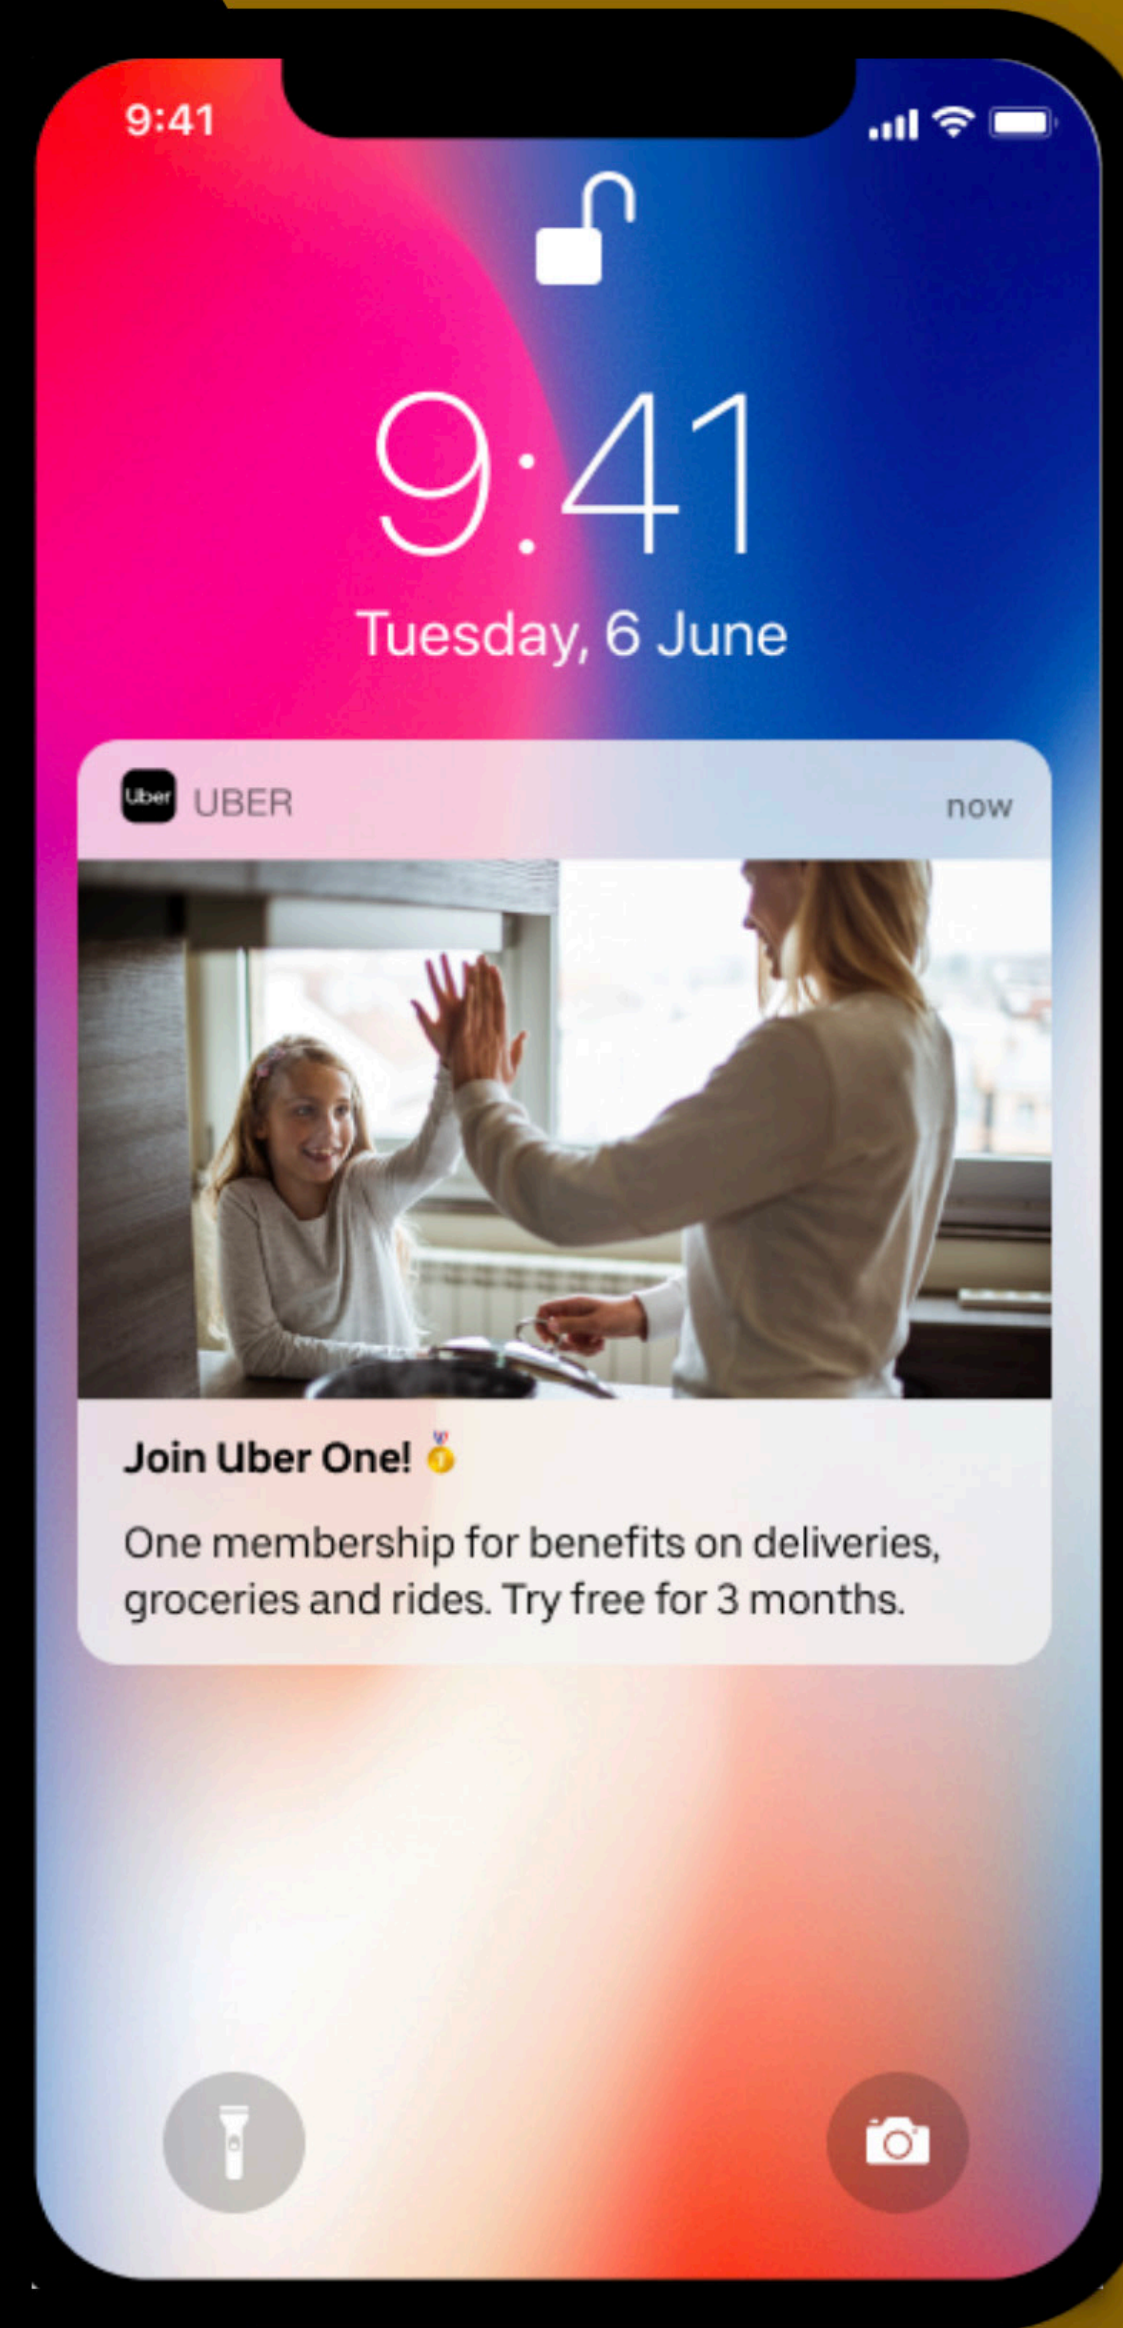 9:41
9:41
Tuesday, 6 June
Uber UBER now
Join Uber One! 🏅
One membership for benefits on deliveries,
groceries and rides. Try free for 3 months.